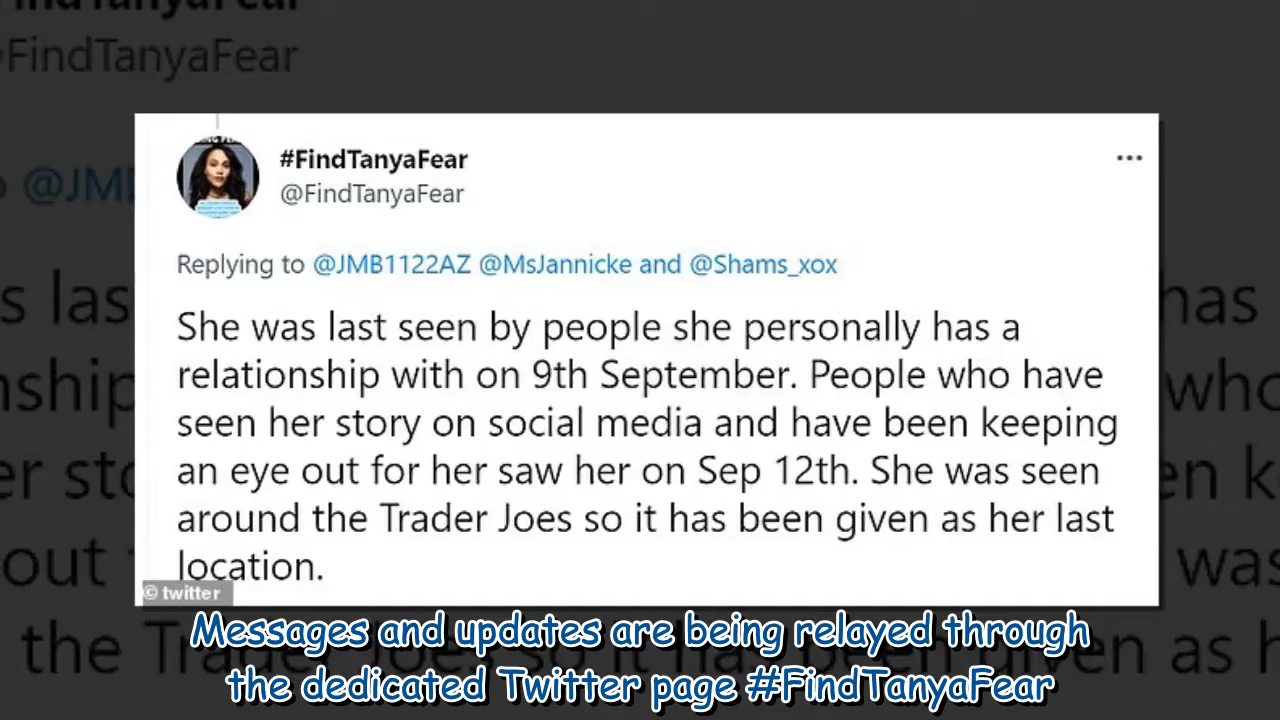 #FindTanyaFear
@FindTanyaFear
Replying to @JMB1122AZ @MsJannicke and @Shams_xox
She was last seen by people she personally has a
relationship with on 9th September. People who have
seen her story on social media and have been keeping
an eye out for her saw her on Sep 12th. She was seen
around the Trader Joes so it has been given as her last
location.
© twitter
Messages and updates are being relayed through
the dedicated Twitter page #FindTanyaFear